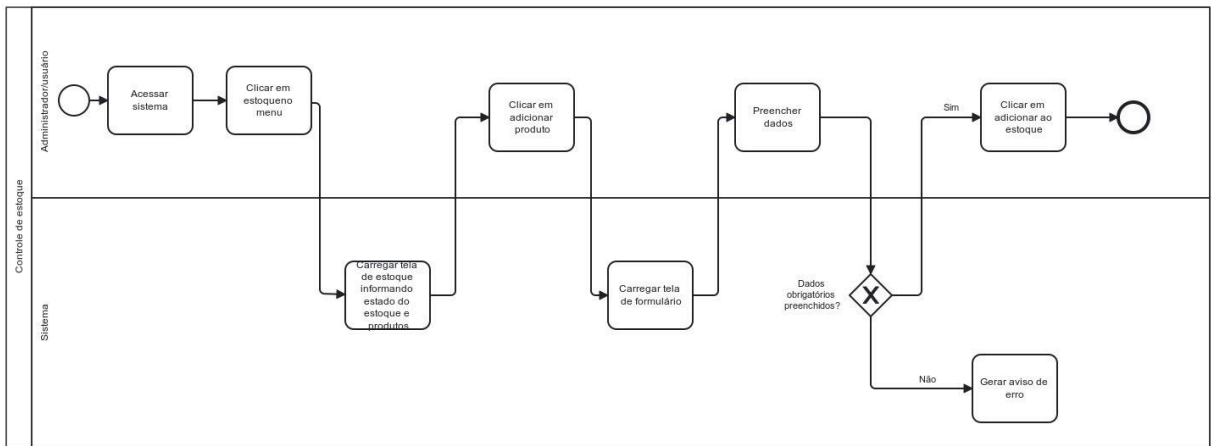 Controle de estoque
Administrador/usuário
Acessar
sistema
Clicar em
estoqueno
menu
Clicar em
adicionar
produto
Preencher
dados
Sim
Clicar em
adicionar ao
estoque
Sistema
Carregar tela
de estoque
informando
estado do
estoque e
produtos
Carregar tela
de formulário
Dados
obrigatórios
preenchidos?
Não
Gerar aviso de
erro